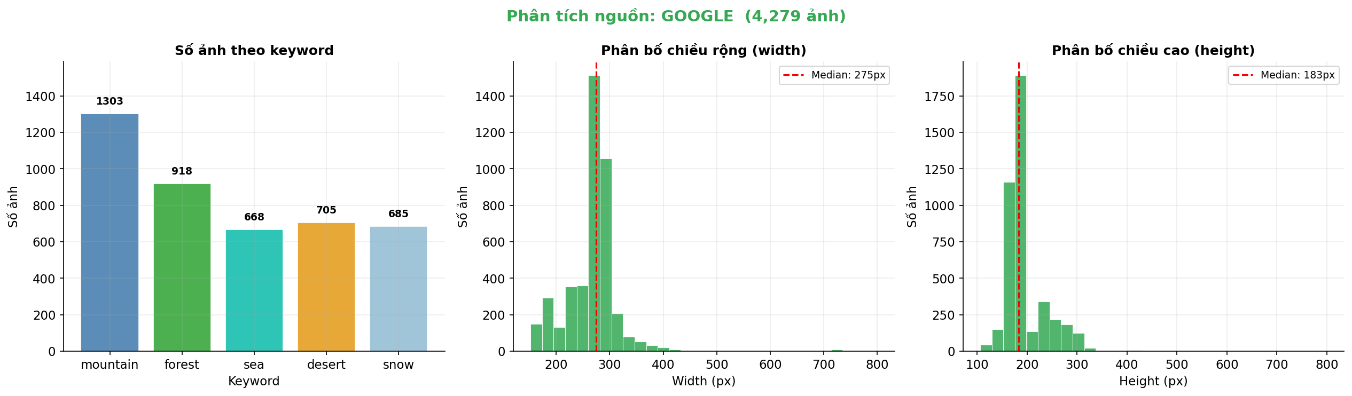 Phân tích nguồn: GOOGLE  (4,279 ảnh)
Số ảnh theo keyword
Số ảnh
1400
1200
1000
800
600
400
200
0
1303
918
668
705
685
mountain forest sea desert snow
Keyword
Phân bố chiều rộng (width)
Median: 275px
Số ảnh
1400
1200
1000
800
600
400
200
0
200 300 400 500 600 700 800
Width (px)
Phân bố chiều cao (height)
Median: 183px
Số ảnh
1750
1500
1250
1000
750
500
250
0
100 200 300 400 500 600 700 800
Height (px)